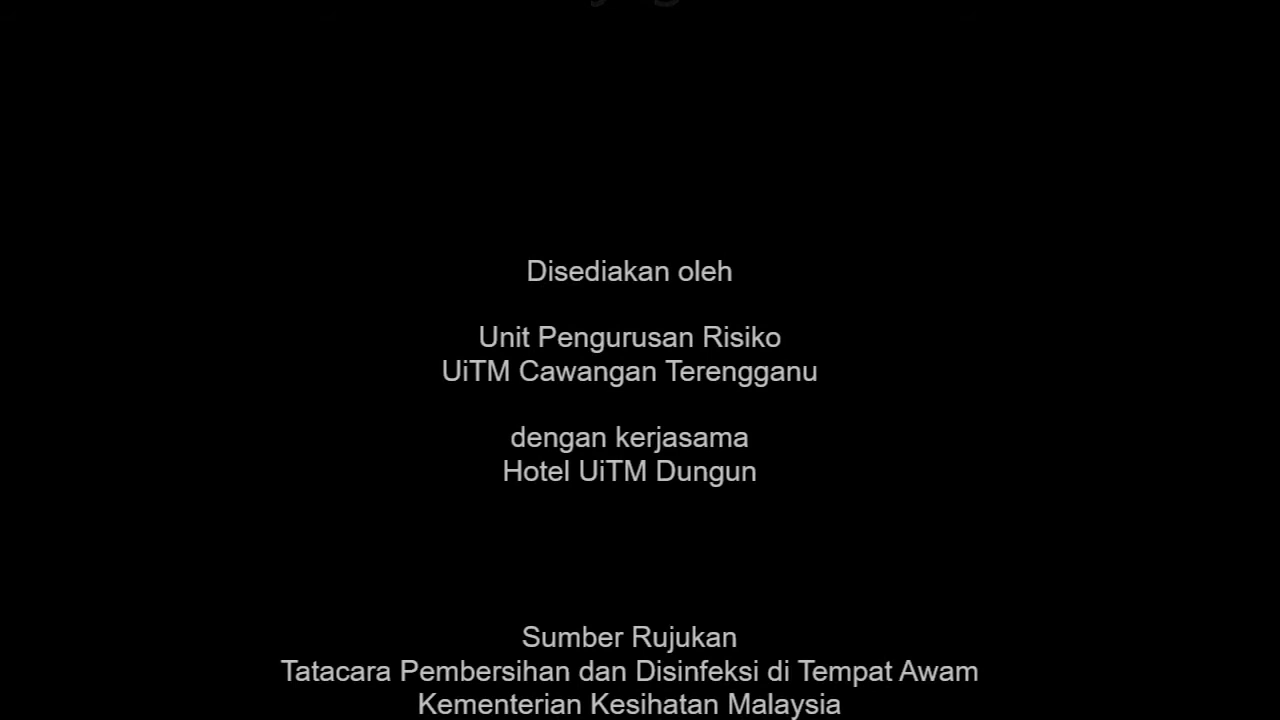 Disediakan oleh
Unit Pengurusan Risiko
UiTM Cawangan Terengganu
dengan kerjasama
Hotel UiTM Dungun
Sumber Rujukan
Tatacara Pembersihan dan Disinfeksi di Tempat Awam
Kementerian Kesihatan Malaysia